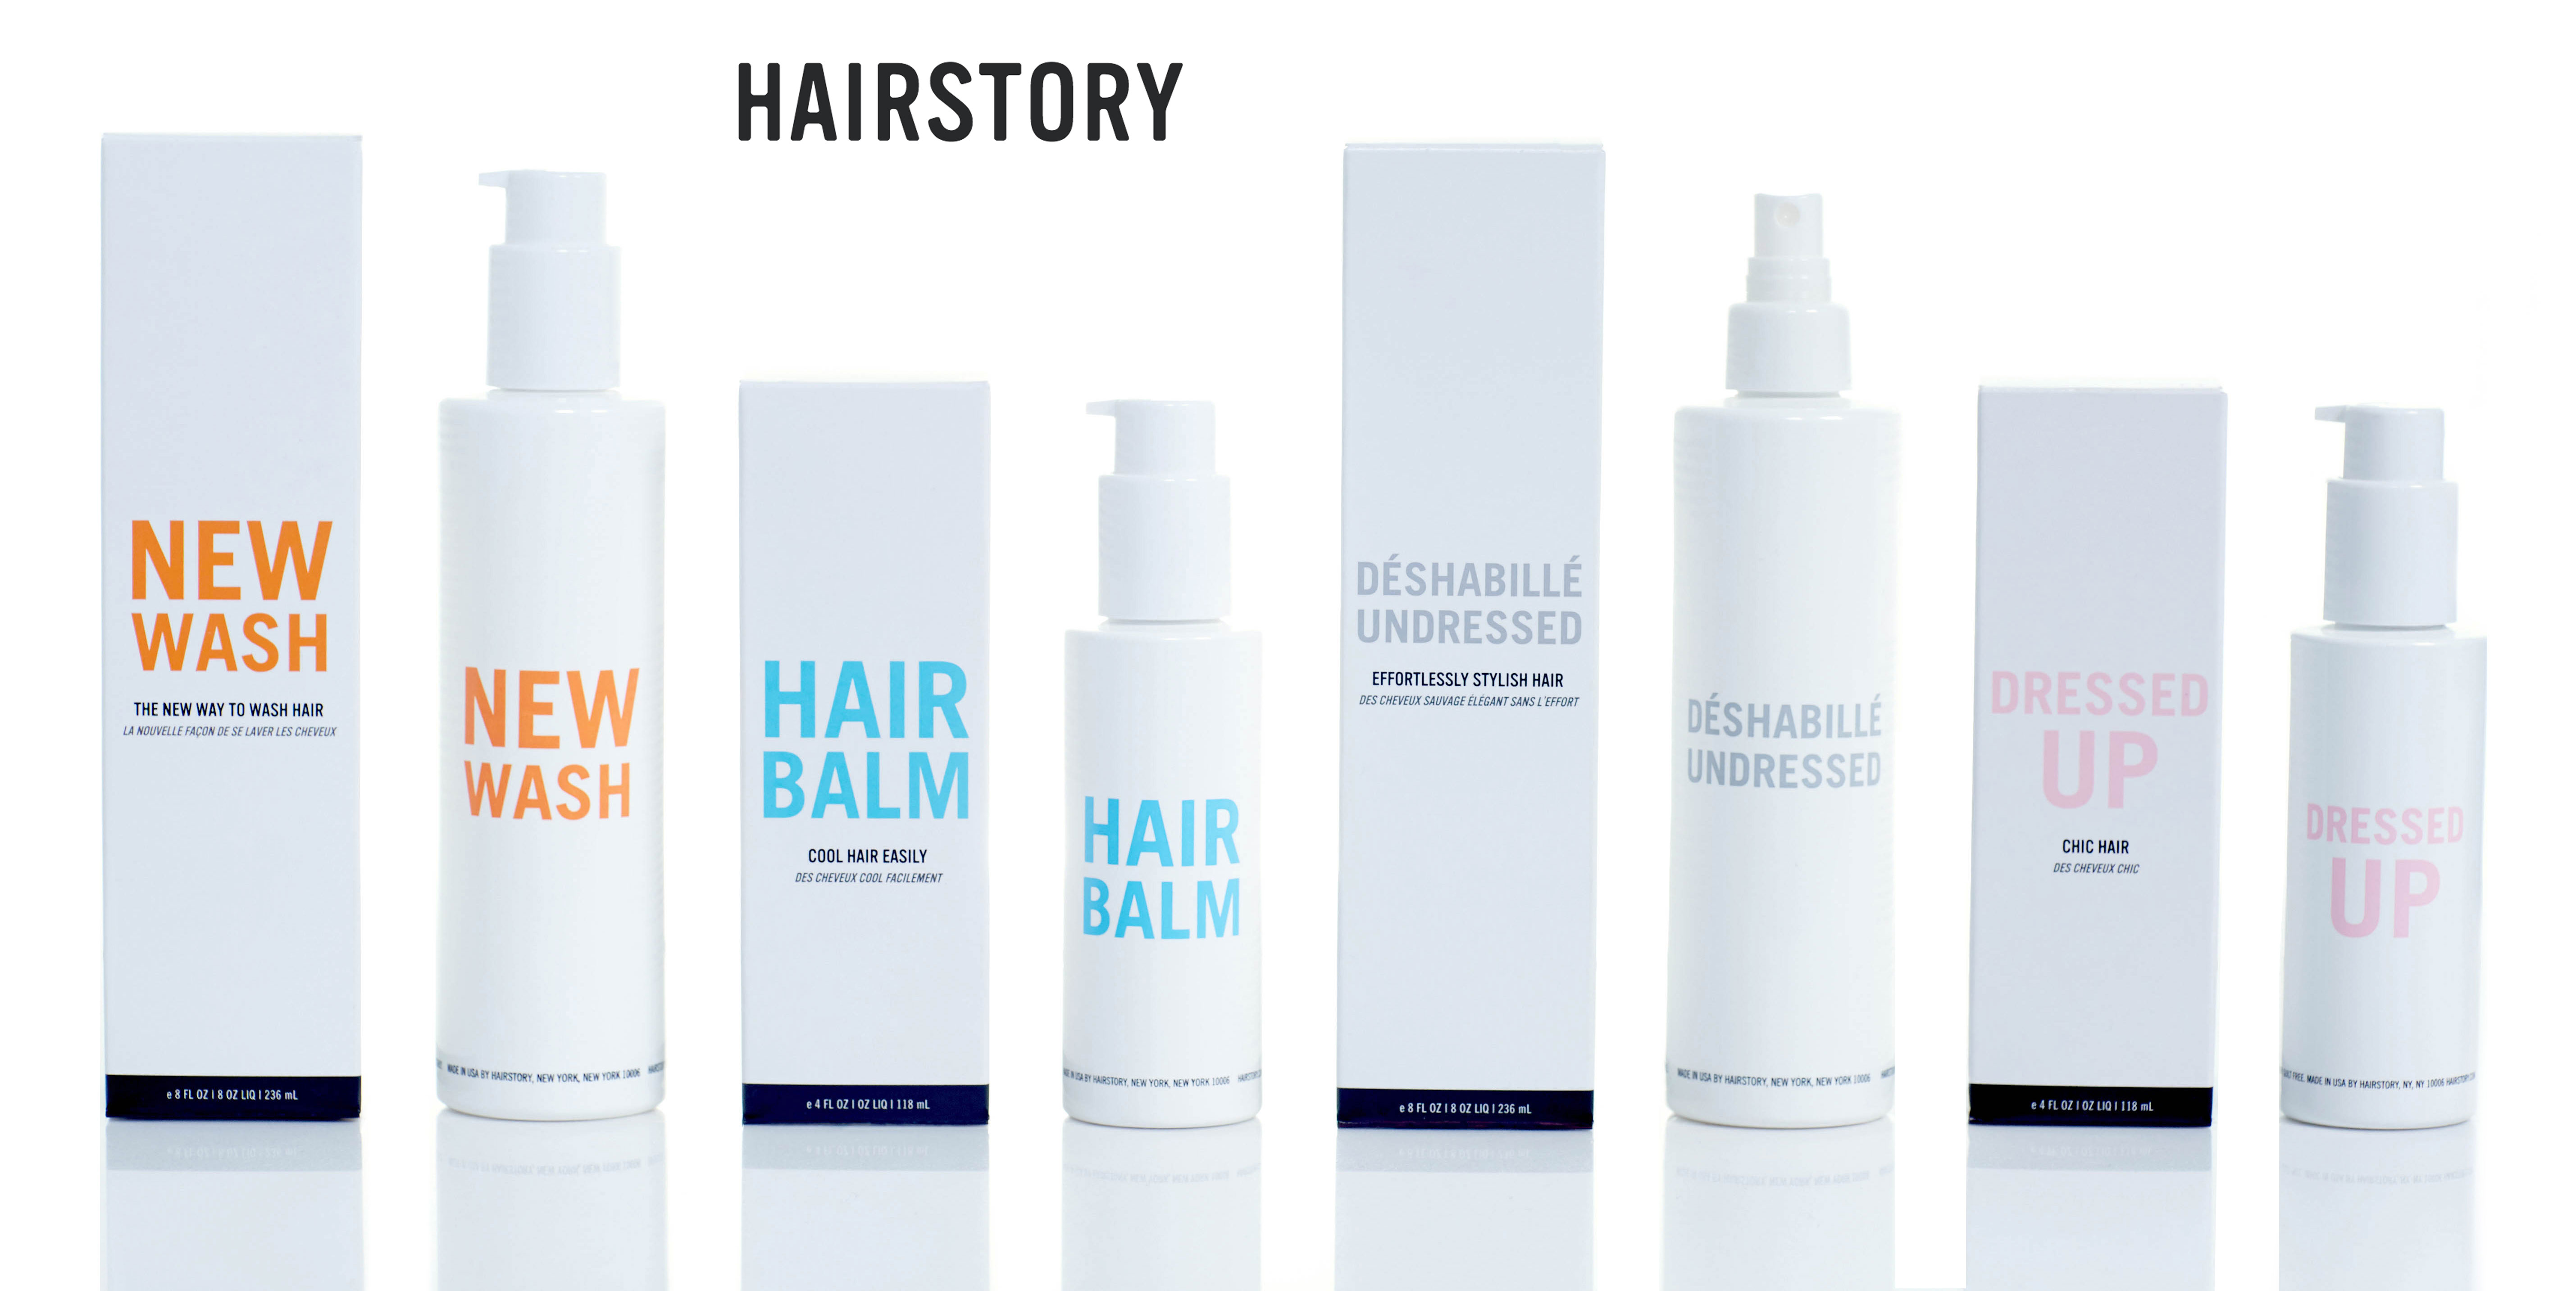 HAIRSTORY
NEW
WASH
THE NEW WAY TO WASH HAIR
LA NOUVELLE FAÇON DE SE LAVER LES CHEVEUX
e 8 FL OZ I 8 OZ LIQ I 236 mL
NEW
WASH
MADE IN USA BY HAIRSTORY, NEW YORK, NEW YORK 10006
HAIR
BALM
COOL HAIR EASILY
DES CHEVEUX COOL FACILEMENT
e 4 FL OZ I OZ LIQ I 118 mL
HAIR
BALM
IN USA BY HAIRSTORY, NEW YORK, NEW YORK 10006
DÉSHABILLÉ
UNDRESSED
EFFORTLESSLY STYLISH HAIR
DES CHEVEUX SAUVAGE ÉLÉGANT SANS L'EFFORT
e 8 FL OZ I 8 OZ LIQ I 236 mL
DÉSHABILLÉ
UNDRESSED
MADE IN USA BY HAIRSTORY, NEW YORK, NEW YORK 10006
DRESSED
UP
CHIC HAIR
DES CHEVEUX CHIC
e 4 FL OZ I OZ LIQ I 118 mL
DRESSED
UP
FREE. MADE IN USA BY HAIRSTORY, NY, NY 10006